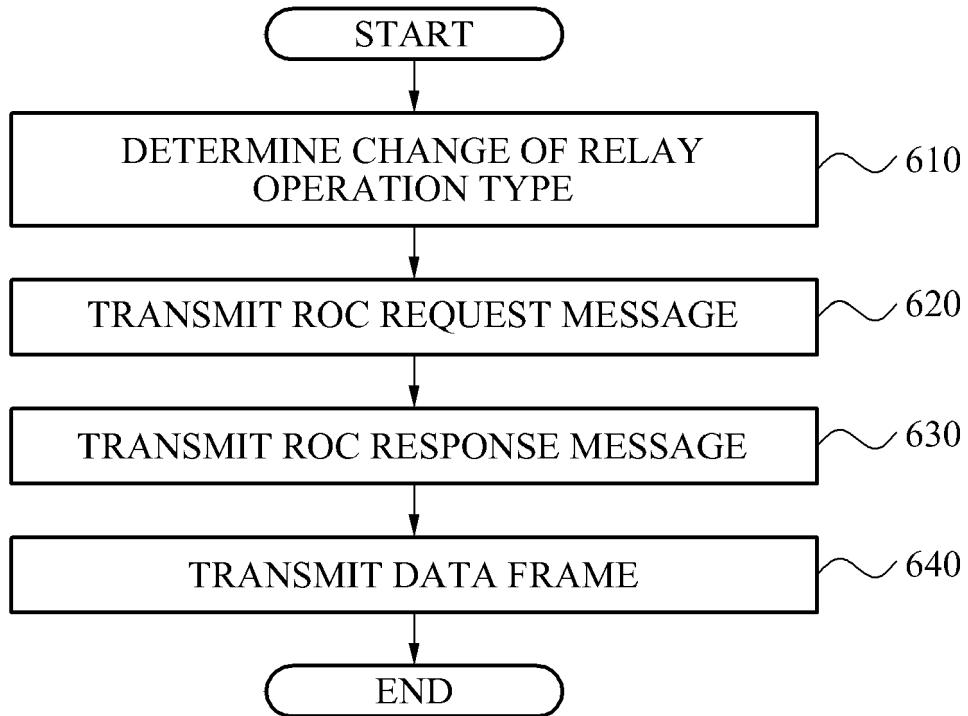 START
DETERMINE CHANGE OF RELAY
OPERATION TYPE
610
TRANSMIT ROC REQUEST MESSAGE
620
TRANSMIT ROC RESPONSE MESSAGE
630
TRANSMIT DATA FRAME
640
END